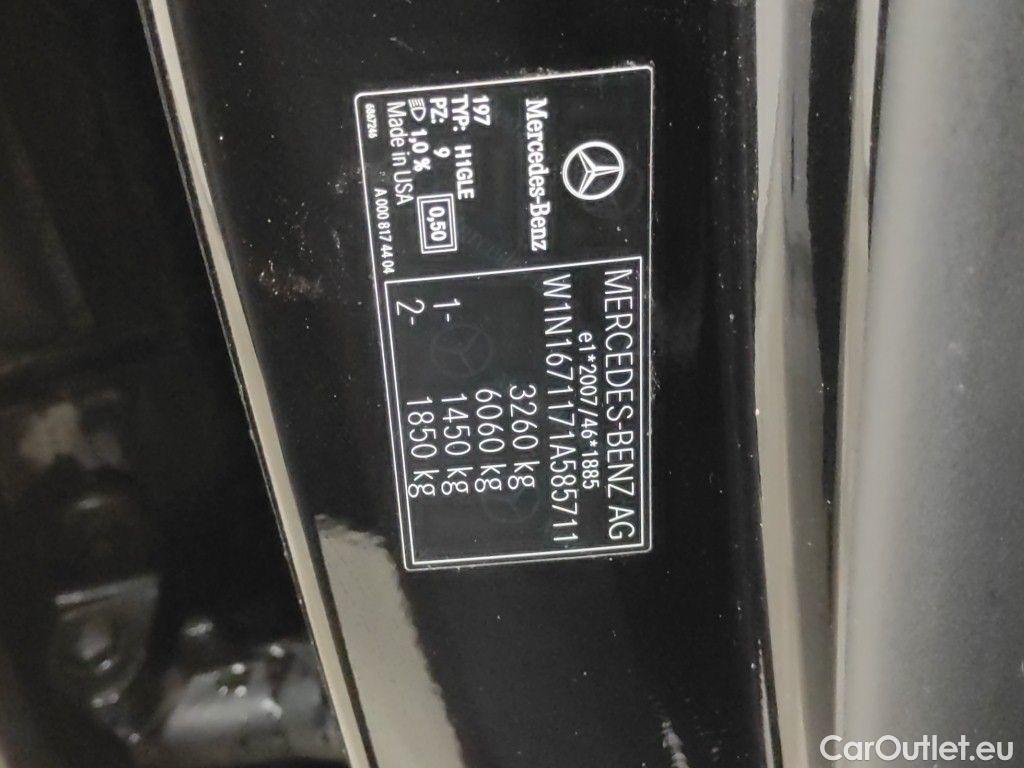 Mercedes-Benz
197
TYP: H1GLE
PZ: 9
1,0 %
0,50
Made in USA
6867246
A 000 817 44 04
MERCEDES-BENZ AG
e1*2007/46*1885
W1N1671171A585711
3260 kg
6060 kg
1- 1450 kg
2- 1850 kg
CarOutlet.eu